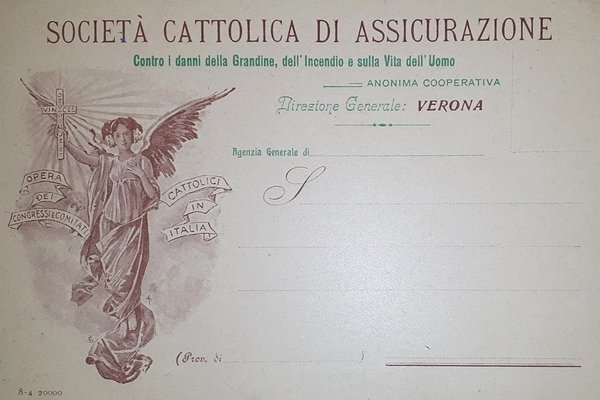 SOCIETÀ CATTOLICA DI ASSICURAZIONE
Contro i danni della Grandine, dell'Incendio e sulla Vita dell'Uomo
ANONIMA COOPERATIVA
Direzione Generale: VERONA
Agenzia Generale di
S
VINCES
OPERA
DEI
CONGRESSI E COMITATI
CATTOLICI
IN
ITALIA
(Prov. di )
8-4 20000